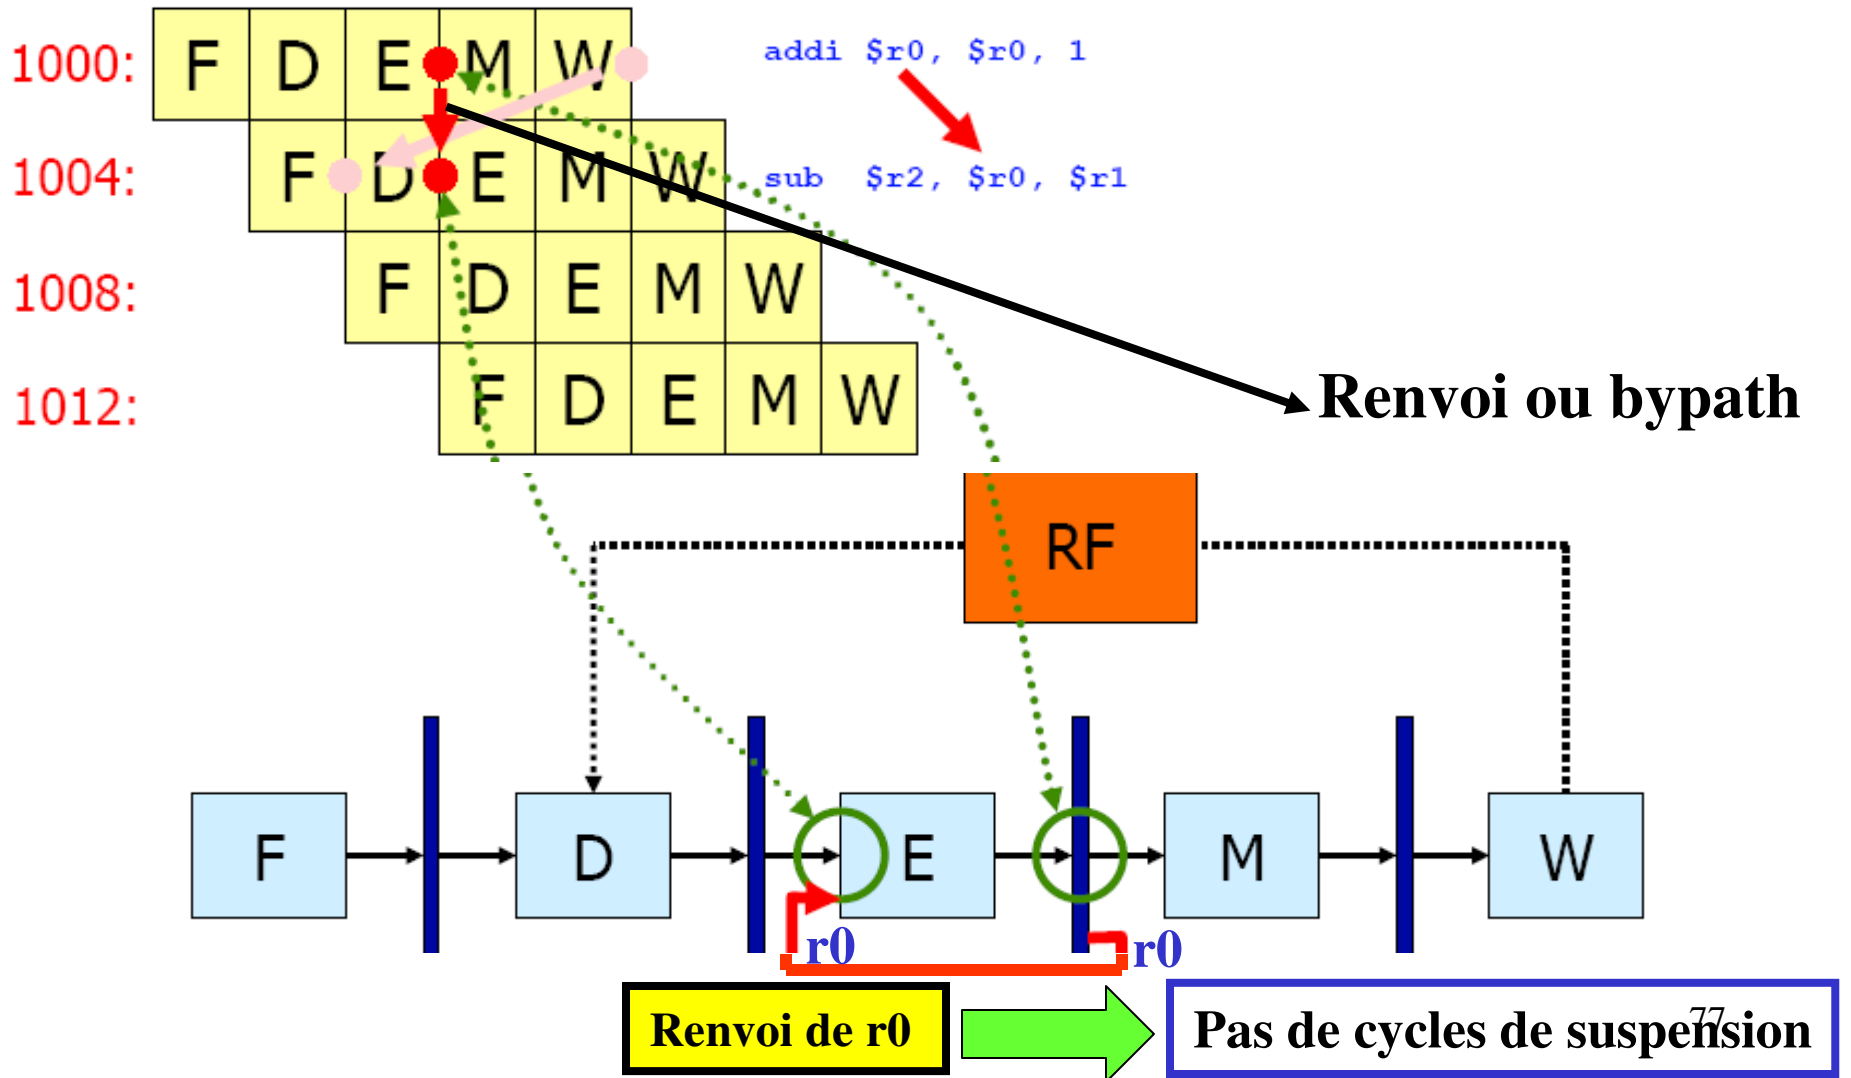 1000: F D E M W addi $r0, $r0, 1
1004: F D E M W sub $r2, $r0, $r1
1008: F D E M W
1012: F D E M W
Renvoi ou bypath
RF
F D E M W
r0 r0
Renvoi de r0 Pas de cycles de suspension
77